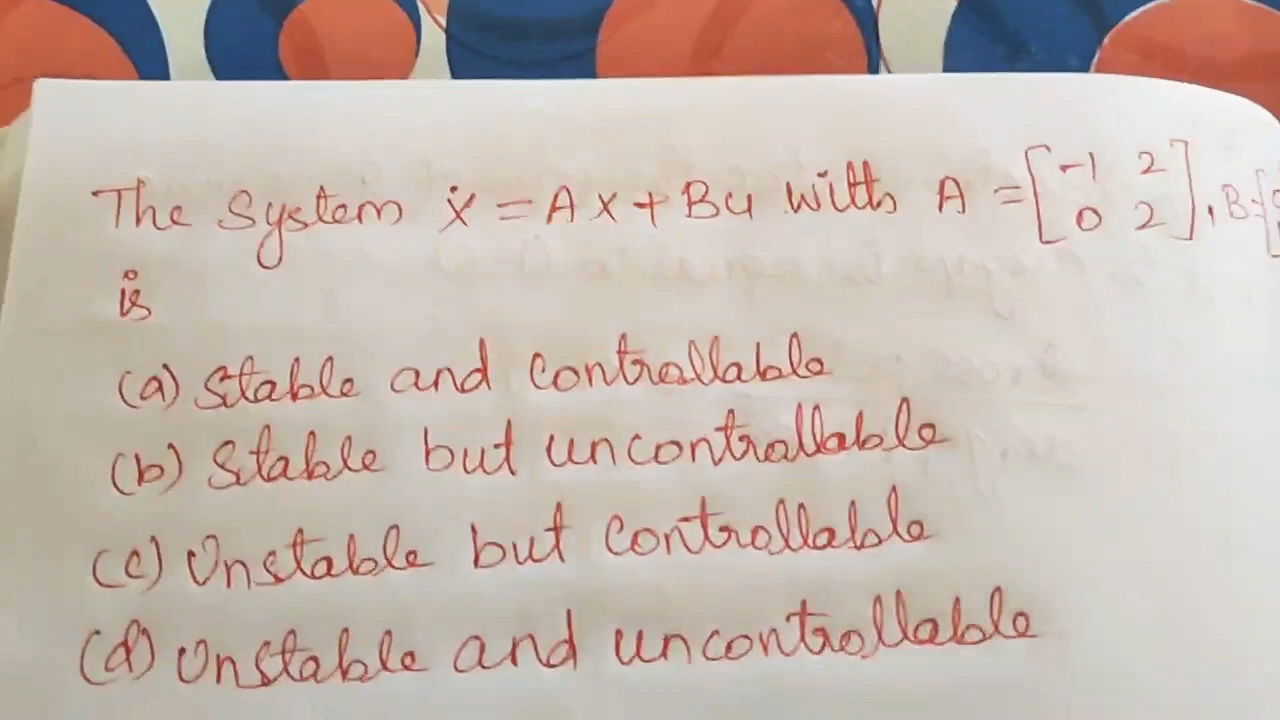 The System ẋ = Ax + Bu with A = [-1 2; 0 2], B = [0
is
(a) Stable and controllable
(b) Stable but uncontrollable
(c) Unstable but controllable
(d) Unstable and uncontrollable